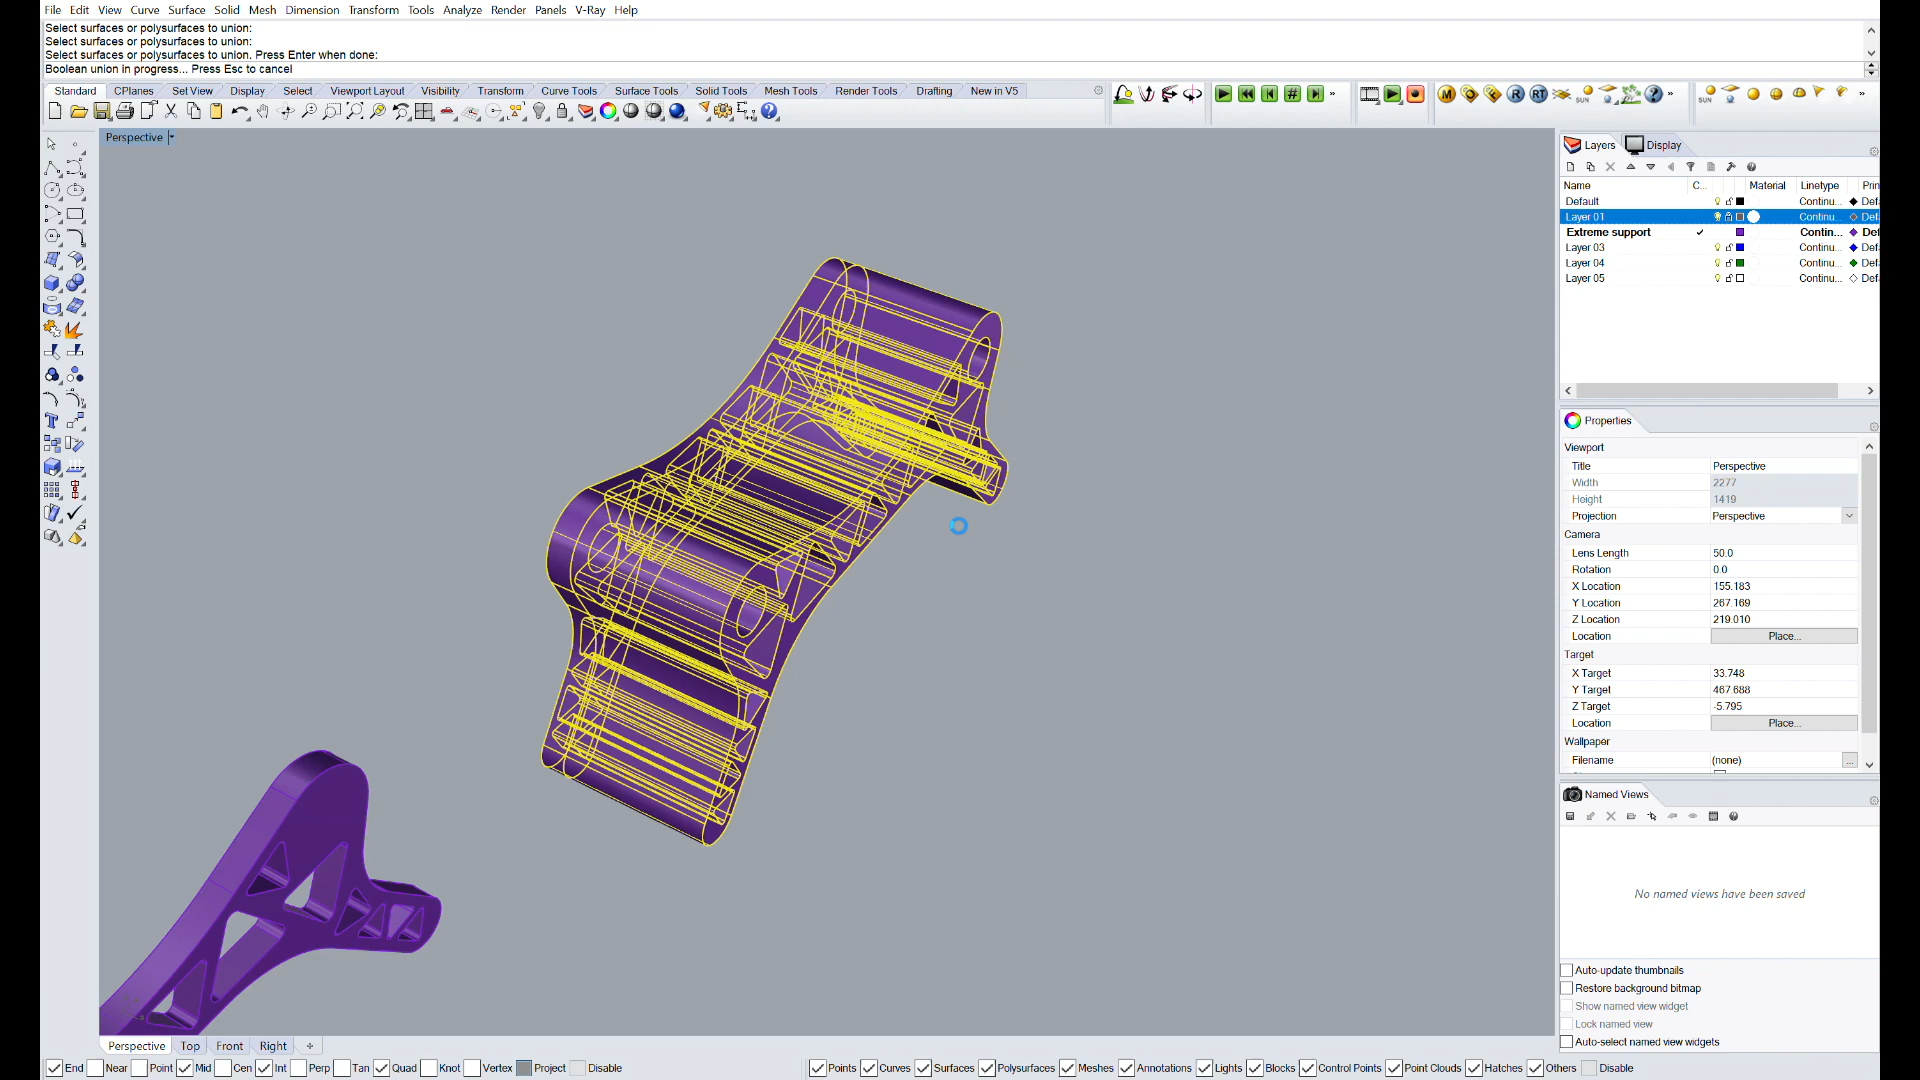 File Edit View Curve Surface Solid Mesh Dimension Transform Tools Analyze Render Panels V-Ray Help
Select surfaces or polysurfaces to union:
Select surfaces or polysurfaces to union:
Select surfaces or polysurfaces to union. Press Enter when done:
Boolean union in progress... Press Esc to cancel
Standard CPlanes Set View Display Select Viewport Layout Visibility Transform Curve Tools Surface Tools Solid Tools Mesh Tools Render Tools Drafting New in V5
Perspective
Layers Display
Name C... Material Linetype Prin
Default Continu... Def
Layer 01 Continu... Def
Extreme support Contin... De
Layer 03 Continu... Def
Layer 04 Continu... Def
Layer 05 Continu... Def
Properties
Viewport
Title Perspective
Width 2277
Height 1419
Projection Perspective
Camera
Lens Length 50.0
Rotation 0.0
X Location 155.183
Y Location 267.169
Z Location 219.010
Location Place...
Target
X Target 33.748
Y Target 467.688
Z Target -5.795
Location Place...
Wallpaper
Filename (none) ...
Named Views
No named views have been saved
Auto-update thumbnails
Restore background bitmap
Show named view widget
Lock named view
Auto-select named view widgets
Perspective Top Front Right
End Near Point Mid Cen Int Perp Tan Quad Knot Vertex Project Disable
Points Curves Surfaces Polysurfaces Meshes Annotations Lights Blocks Control Points Point Clouds Hatches Others Disable